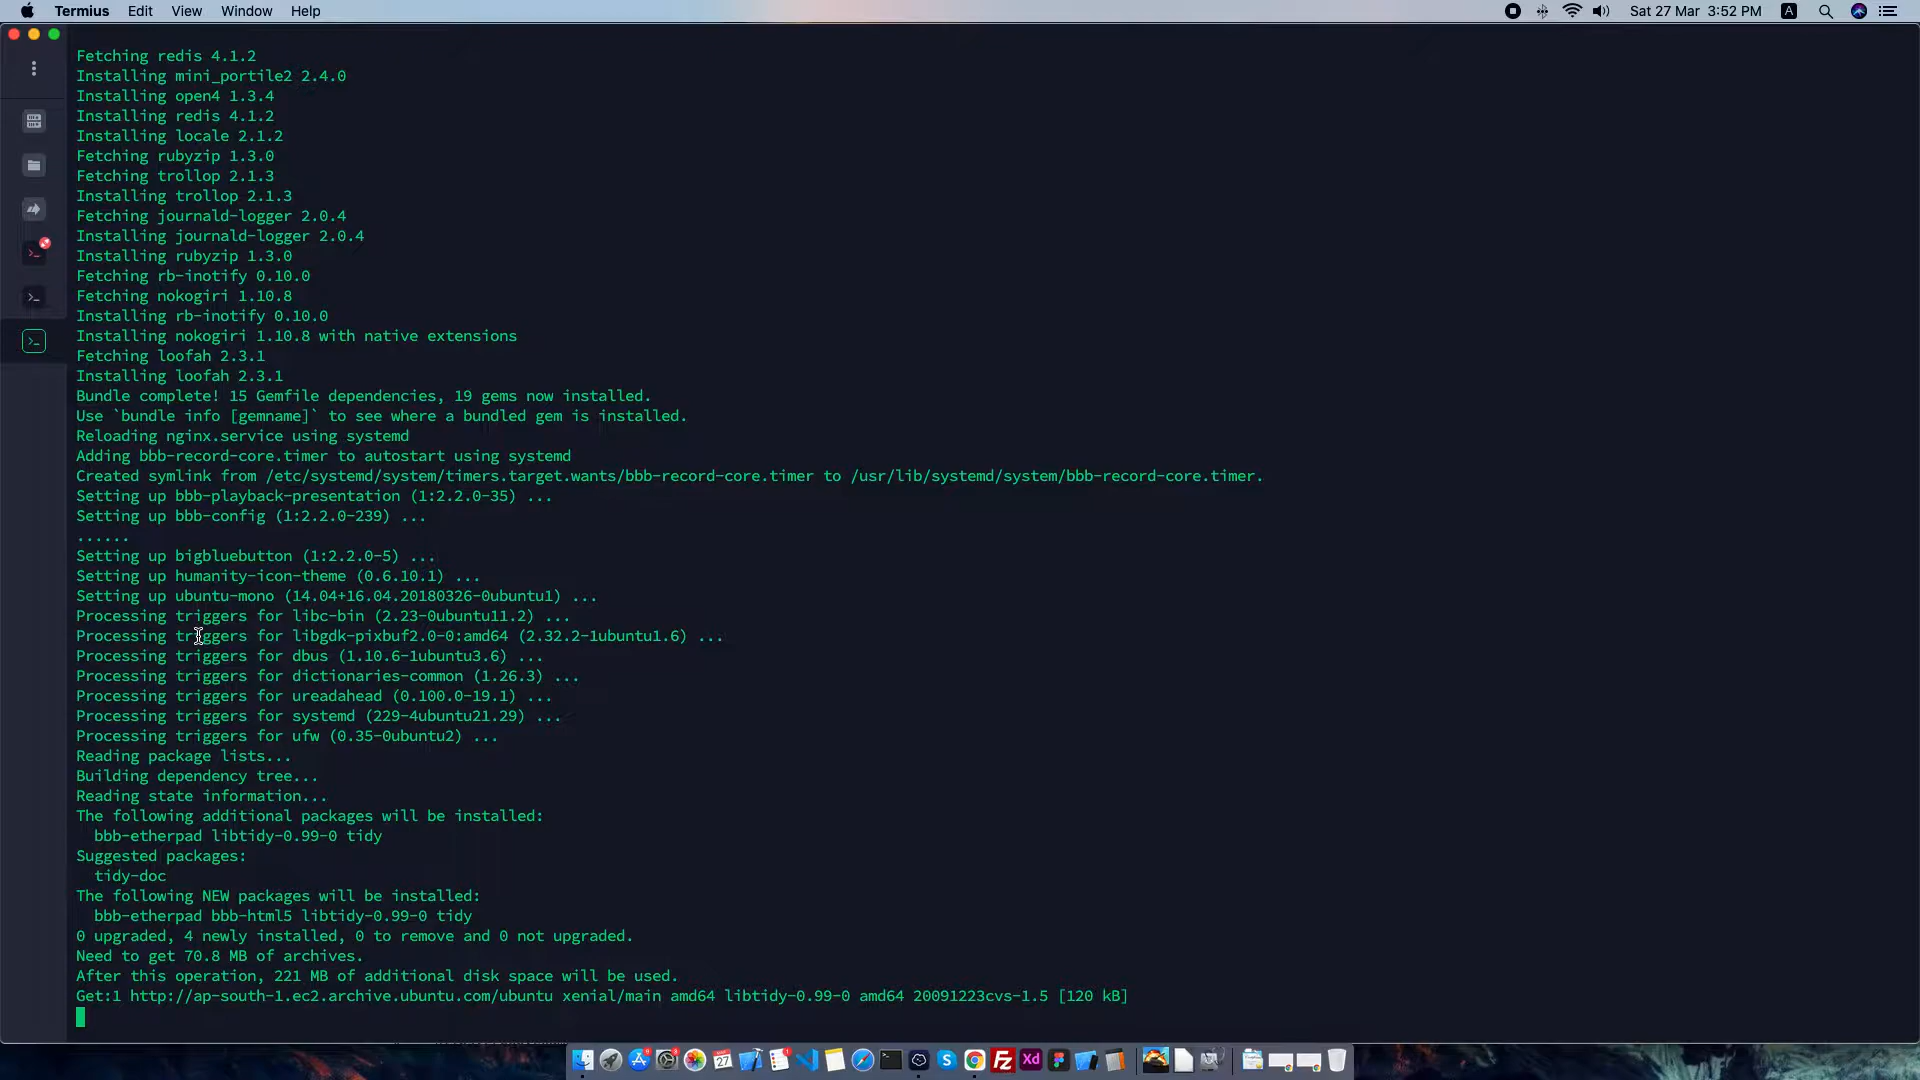 Termius Edit View Window Help Sat 27 Mar 3:52 PM A
Fetching redis 4.1.2
Installing mini_portile2 2.4.0
Installing open4 1.3.4
Installing redis 4.1.2
Installing locale 2.1.2
Fetching rubyzip 1.3.0
Fetching trollop 2.1.3
Installing trollop 2.1.3
Fetching journald-logger 2.0.4
Installing journald-logger 2.0.4
Installing rubyzip 1.3.0
Fetching rb-inotify 0.10.0
Fetching nokogiri 1.10.8
Installing rb-inotify 0.10.0
Installing nokogiri 1.10.8 with native extensions
Fetching loofah 2.3.1
Installing loofah 2.3.1
Bundle complete! 15 Gemfile dependencies, 19 gems now installed.
Use `bundle info [gemname]` to see where a bundled gem is installed.
Reloading nginx.service using systemd
Adding bbb-record-core.timer to autostart using systemd
Created symlink from /etc/systemd/system/timers.target.wants/bbb-record-core.timer to /usr/lib/systemd/system/bbb-record-core.timer.
Setting up bbb-playback-presentation (1:2.2.0-35) ...
Setting up bbb-config (1:2.2.0-239) ...
......
Setting up bigbluebutton (1:2.2.0-5) ...
Setting up humanity-icon-theme (0.6.10.1) ...
Setting up ubuntu-mono (14.04+16.04.20180326-0ubuntu1) ...
Processing triggers for libc-bin (2.23-0ubuntu11.2) ...
Processing triggers for libgdk-pixbuf2.0-0:amd64 (2.32.2-1ubuntu1.6) ...
Processing triggers for dbus (1.10.6-1ubuntu3.6) ...
Processing triggers for dictionaries-common (1.26.3) ...
Processing triggers for ureadahead (0.100.0-19.1) ...
Processing triggers for systemd (229-4ubuntu21.29) ...
Processing triggers for ufw (0.35-0ubuntu2) ...
Reading package lists...
Building dependency tree...
Reading state information...
The following additional packages will be installed:
bbb-etherpad libtidy-0.99-0 tidy
Suggested packages:
tidy-doc
The following NEW packages will be installed:
bbb-etherpad bbb-html5 libtidy-0.99-0 tidy
0 upgraded, 4 newly installed, 0 to remove and 0 not upgraded.
Need to get 70.8 MB of archives.
After this operation, 221 MB of additional disk space will be used.
Get:1 http://ap-south-1.ec2.archive.ubuntu.com/ubuntu xenial/main amd64 libtidy-0.99-0 amd64 20091223cvs-1.5 [120 kB]